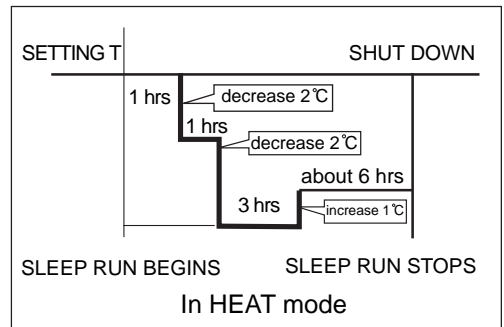 SETTING T SHUT DOWN
1 hrs decrease 2℃
1 hrs
decrease 2℃
about 6 hrs
3 hrs increase 1℃
SLEEP RUN BEGINS SLEEP RUN STOPS
In HEAT mode